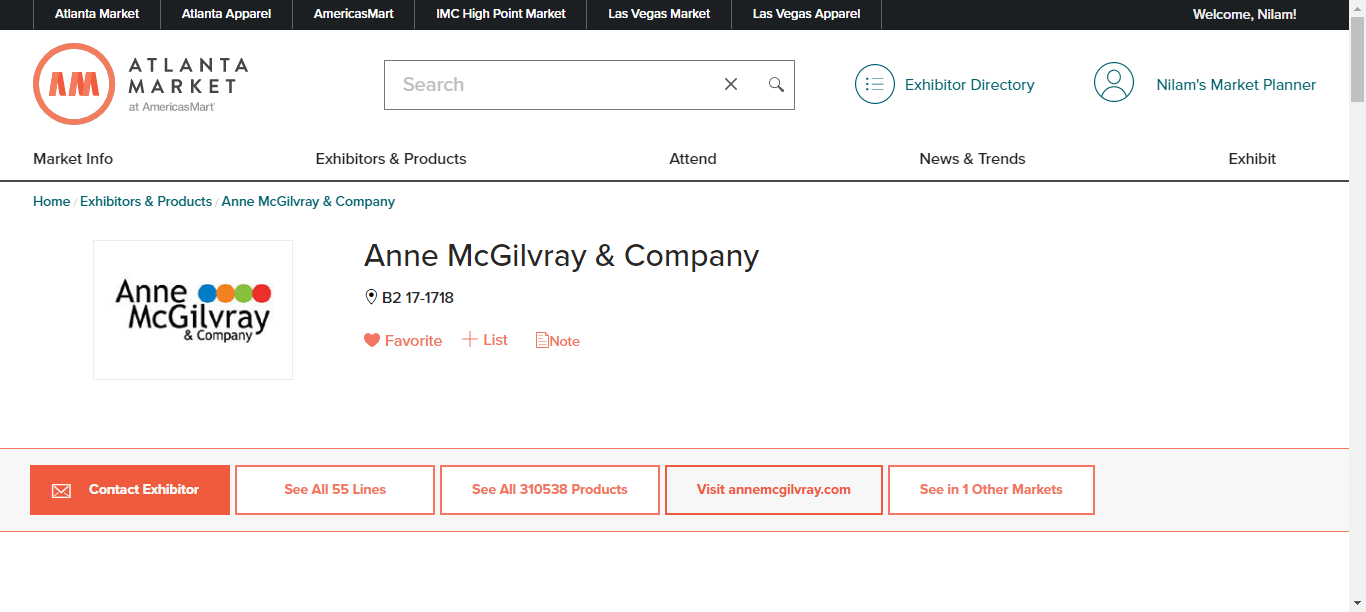 Atlanta Market Atlanta Apparel AmericasMart IMC High Point Market Las Vegas Market Las Vegas Apparel Welcome, Nilam!
AM ATLANTA
MARKET
at AmericasMart
Search
Exhibitor Directory
Nilam's Market Planner
Market Info Exhibitors & Products Attend News & Trends Exhibit
Home / Exhibitors & Products / Anne McGilvray & Company
Anne
McGilvray
& Company
Anne McGilvray & Company
B2 17-1718
Favorite List Note
Contact Exhibitor See All 55 Lines See All 310538 Products Visit annemcgilvray.com See in 1 Other Markets